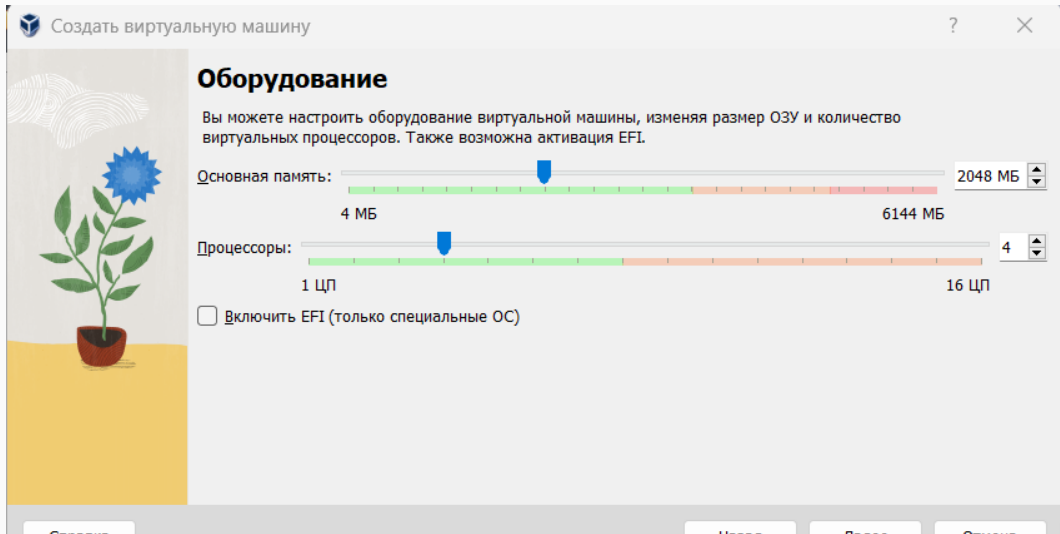 Создать виртуальную машину
?
Оборудование
Вы можете настроить оборудование виртуальной машины, изменяя размер ОЗУ и количество
виртуальных процессоров. Также возможна активация EFI.
Основная память: 2048 МБ
4 МБ 6144 МБ
Процессоры: 4
1 ЦП 16 ЦП
Включить EFI (только специальные ОС)